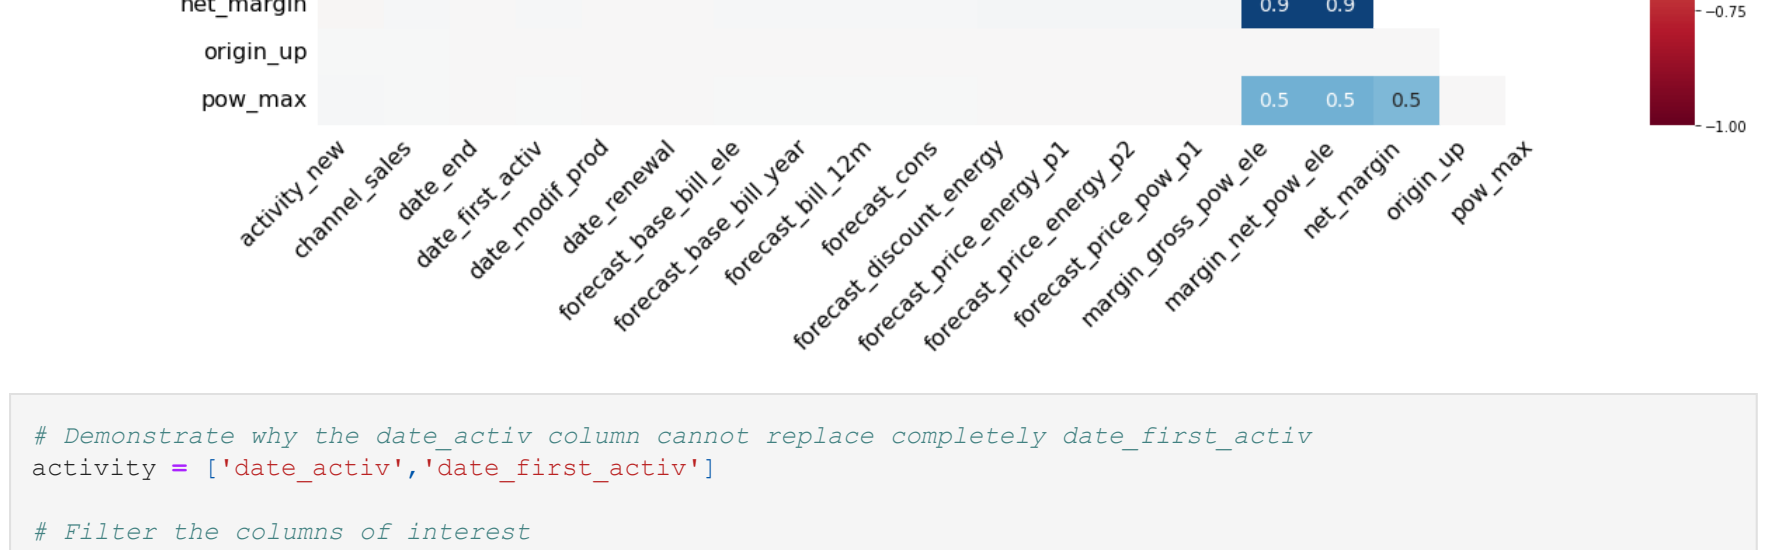 net_margin 0.9 0.9 −0.75
origin_up
pow_max 0.5 0.5 0.5
−1.00
activity_new
channel_sales
date_end
date_first_activ
date_modif_prod
date_renewal
forecast_base_bill_ele
forecast_base_bill_year
forecast_bill_12m
forecast_cons
forecast_discount_energy
forecast_price_energy_p1
forecast_price_energy_p2
forecast_price_pow_p1
margin_gross_pow_ele
margin_net_pow_ele
net_margin
origin_up
pow_max
# Demonstrate why the date_activ column cannot replace completely date_first_activ
activity = ['date_activ','date_first_activ']
# Filter the columns of interest